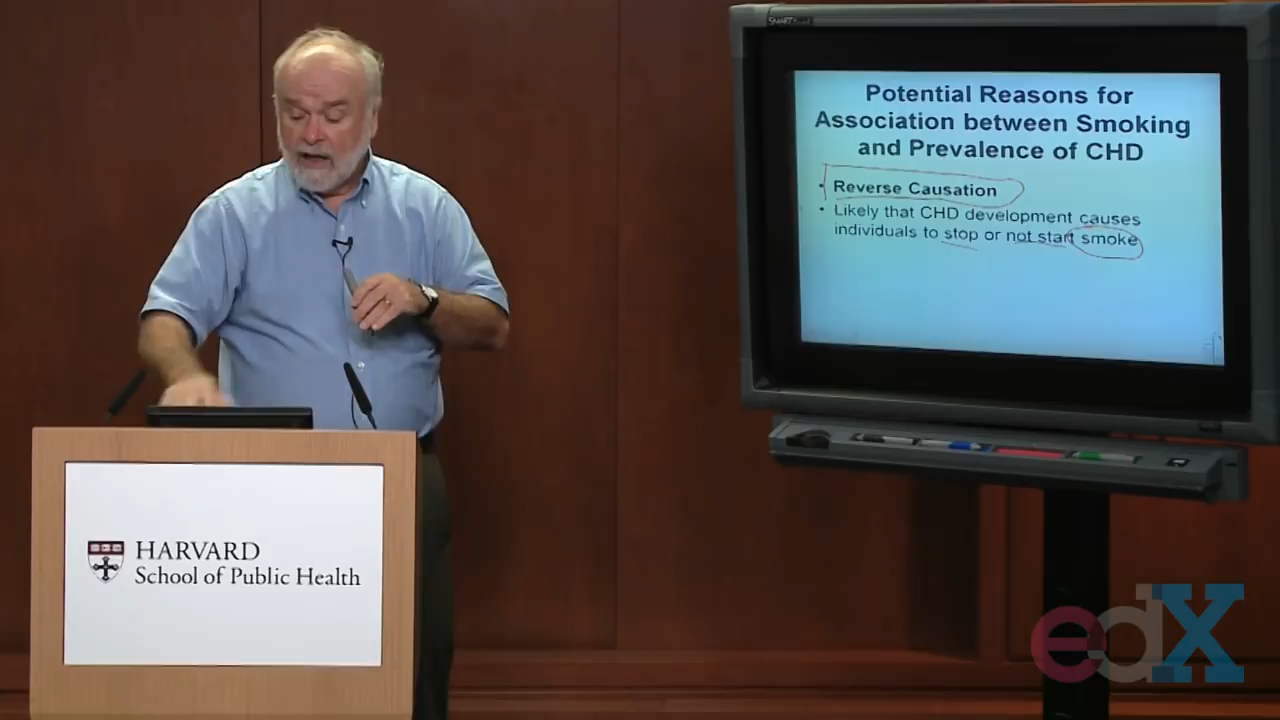 SMART
Potential Reasons for
Association between Smoking
and Prevalence of CHD
• Reverse Causation
• Likely that CHD development causes
individuals to stop or not start smoke
HARVARD
School of Public Health
edX